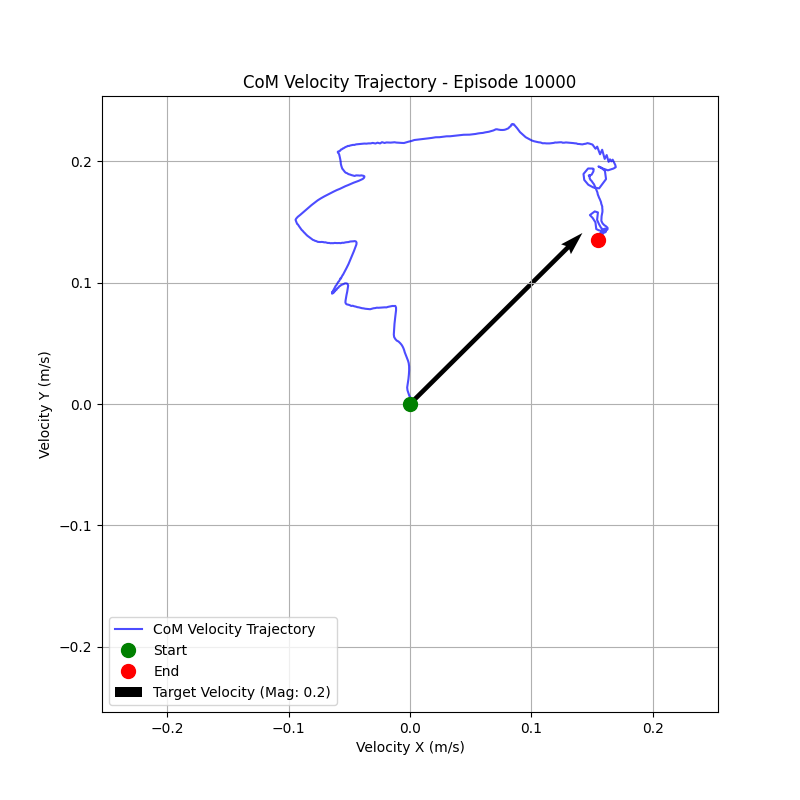 CoM Velocity Trajectory - Episode 10000
Velocity Y (m/s)
0.2
0.1
0.0
−0.1
−0.2
CoM Velocity Trajectory
Start
End
Target Velocity (Mag: 0.2)
−0.2
−0.1
0.0
0.1
0.2
Velocity X (m/s)